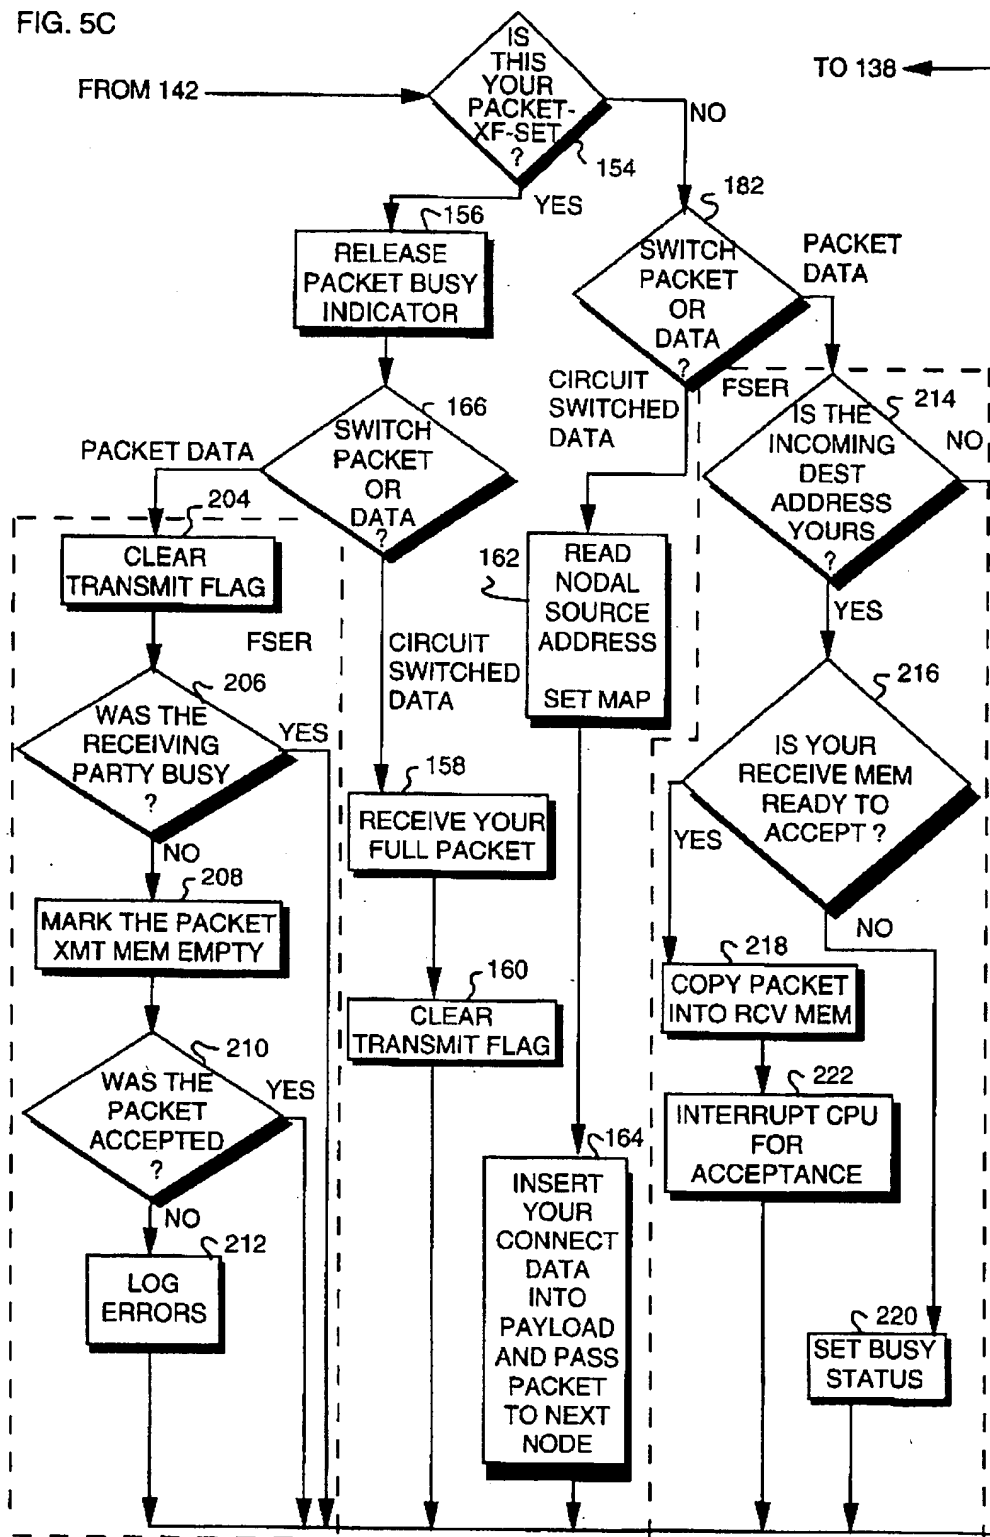 FIG. 5C
IS
THIS
YOUR
PACKET-
XF-SET
?
FROM 142
TO 138
NO
154
YES
182
156
RELEASE
PACKET BUSY
INDICATOR
SWITCH
PACKET
OR
DATA
?
PACKET
DATA
CIRCUIT
SWITCHED
DATA
FSER
166
SWITCH
PACKET
OR
DATA
?
PACKET DATA
214
IS THE
INCOMING
DEST
ADDRESS
YOURS
?
NO
YES
204
CLEAR
TRANSMIT FLAG
FSER
162
READ
NODAL
SOURCE
ADDRESS
SET MAP
CIRCUIT
SWITCHED
DATA
206
WAS THE
RECEIVING
PARTY BUSY
?
YES
NO
216
IS YOUR
RECEIVE MEM
READY TO
ACCEPT ?
YES
NO
158
RECEIVE YOUR
FULL PACKET
208
MARK THE PACKET
XMT MEM EMPTY
218
COPY PACKET
INTO RCV MEM
160
CLEAR
TRANSMIT FLAG
210
WAS THE
PACKET
ACCEPTED
?
YES
NO
222
INTERRUPT CPU
FOR
ACCEPTANCE
164
INSERT
YOUR
CONNECT
DATA
INTO
PAYLOAD
AND PASS
PACKET
TO NEXT
NODE
212
LOG
ERRORS
220
SET BUSY
STATUS